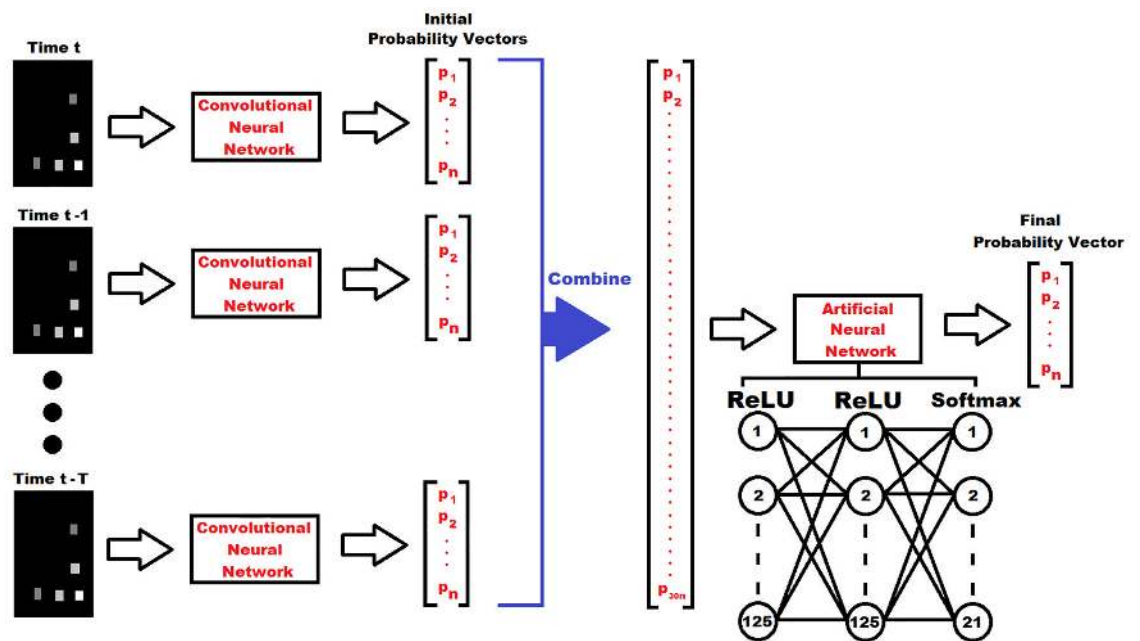 Time t
Convolutional
Neural
Network
Initial
Probability Vectors
p1
p2
pn
Time t-1
Convolutional
Neural
Network
p1
p2
pn
Time t-T
Convolutional
Neural
Network
p1
p2
pn
Combine
p1
p2
p30n
Artificial
Neural
Network
Final
Probability Vector
p1
p2
pn
ReLU ReLU Softmax
1 1 1
2 2 2
125 125 21